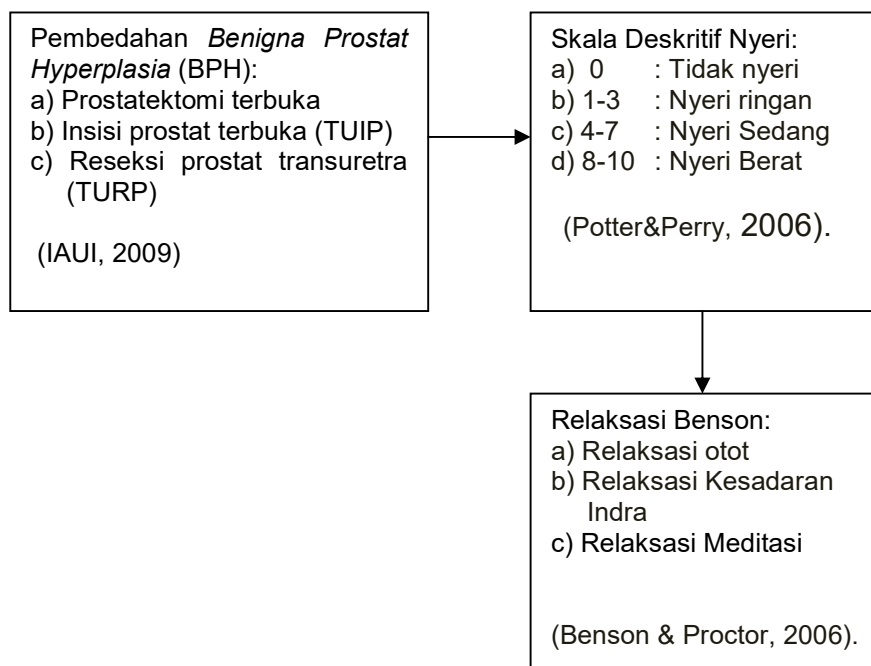 Pembedahan Benigna Prostat
Hyperplasia (BPH):
a) Prostatektomi terbuka
b) Insisi prostat terbuka (TUIP)
c) Reseksi prostat transuretra
(TURP)
(IAUI, 2009)
Skala Deskritif Nyeri:
a) 0 : Tidak nyeri
b) 1-3 : Nyeri ringan
c) 4-7 : Nyeri Sedang
d) 8-10 : Nyeri Berat
(Potter&Perry, 2006).
Relaksasi Benson:
a) Relaksasi otot
b) Relaksasi Kesadaran
Indra
c) Relaksasi Meditasi
(Benson & Proctor, 2006).